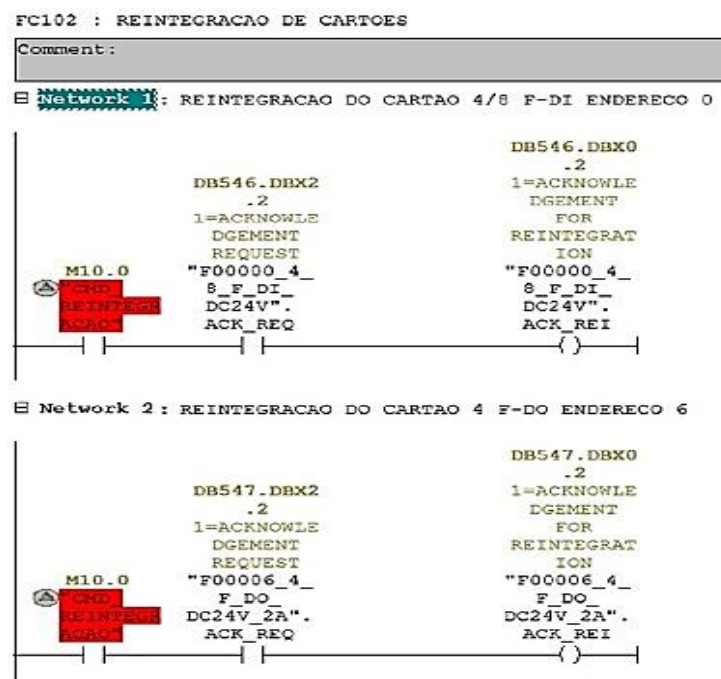 FC102 : REINTEGRACAO DE CARTOES
Comment:
Network 1: REINTEGRACAO DO CARTAO 4/8 F-DI ENDERECO 0
M10.0
"CMD_
REINTEGR
ACAO"
DB546.DBX2
.2
1=ACKNOWLE
DGEMENT
REQUEST
"F00000_4_
8_F_DI_
DC24V".
ACK_REQ
DB546.DBX0
.2
1=ACKNOWLE
DGEMENT
FOR
REINTEGRAT
ION
"F00000_4_
8_F_DI_
DC24V".
ACK_REI
Network 2: REINTEGRACAO DO CARTAO 4 F-DO ENDERECO 6
M10.0
"CMD_
REINTEGR
ACAO"
DB547.DBX2
.2
1=ACKNOWLE
DGEMENT
REQUEST
"F00006_4_
F_DO_
DC24V_2A".
ACK_REQ
DB547.DBX0
.2
1=ACKNOWLE
DGEMENT
FOR
REINTEGRAT
ION
"F00006_4_
F_DO_
DC24V_2A".
ACK_REI